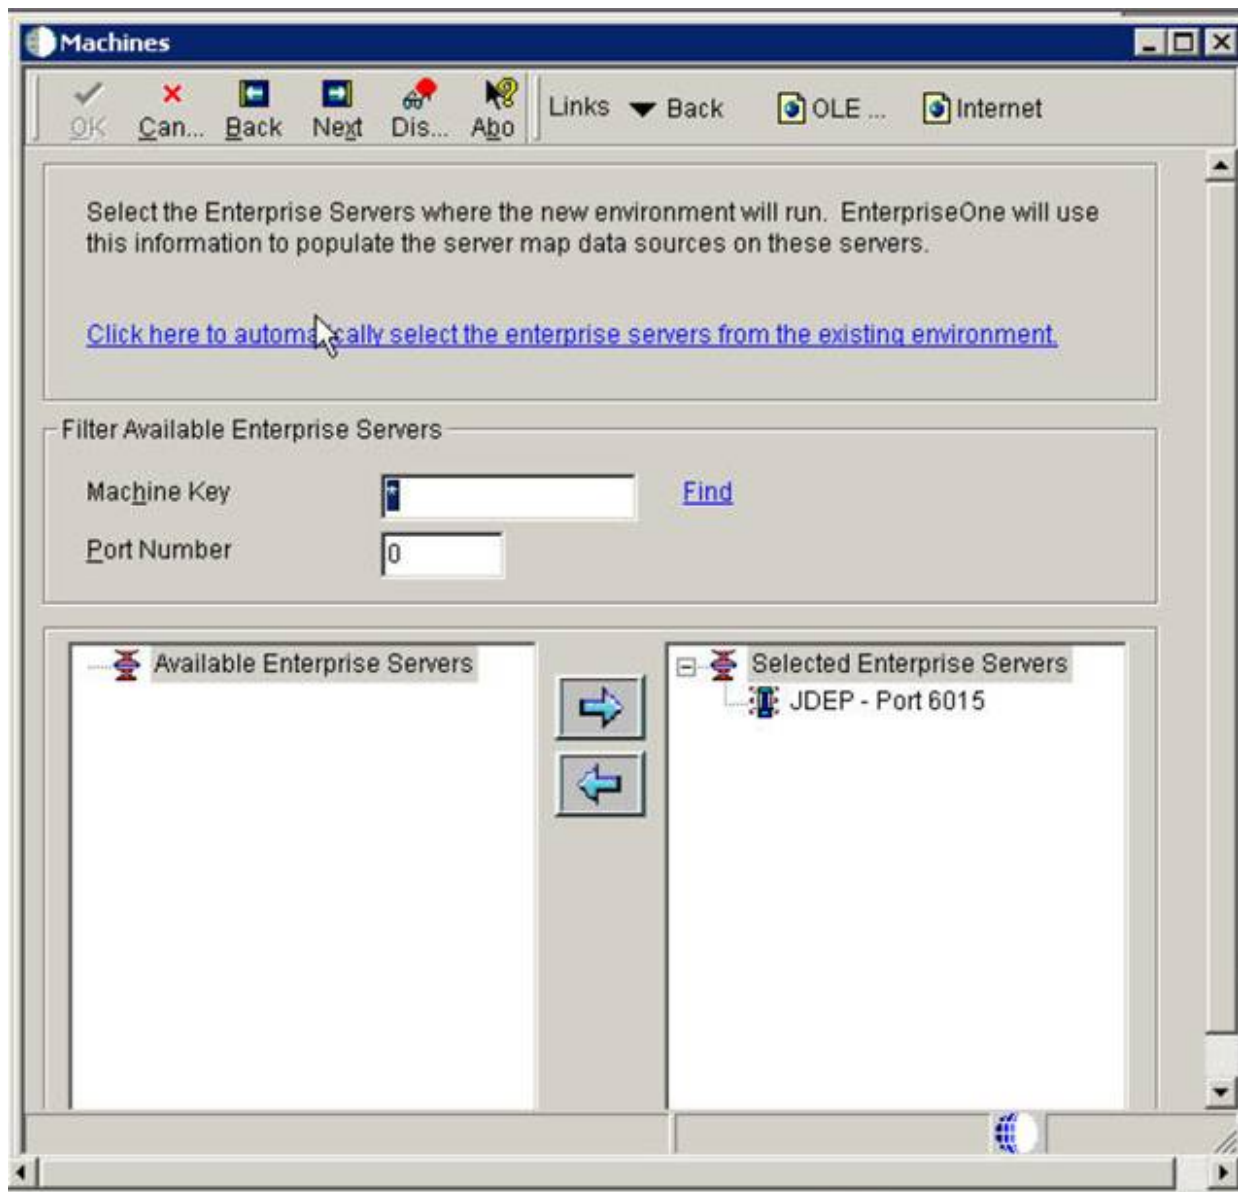 Machines
OK Can... Back Next Dis... Abo Links Back OLE ... Internet
Select the Enterprise Servers where the new environment will run. EnterpriseOne will use
this information to populate the server map data sources on these servers.
Click here to automatically select the enterprise servers from the existing environment.
Filter Available Enterprise Servers
Machine Key * Find
Port Number 0
Available Enterprise Servers
Selected Enterprise Servers
JDEP - Port 6015